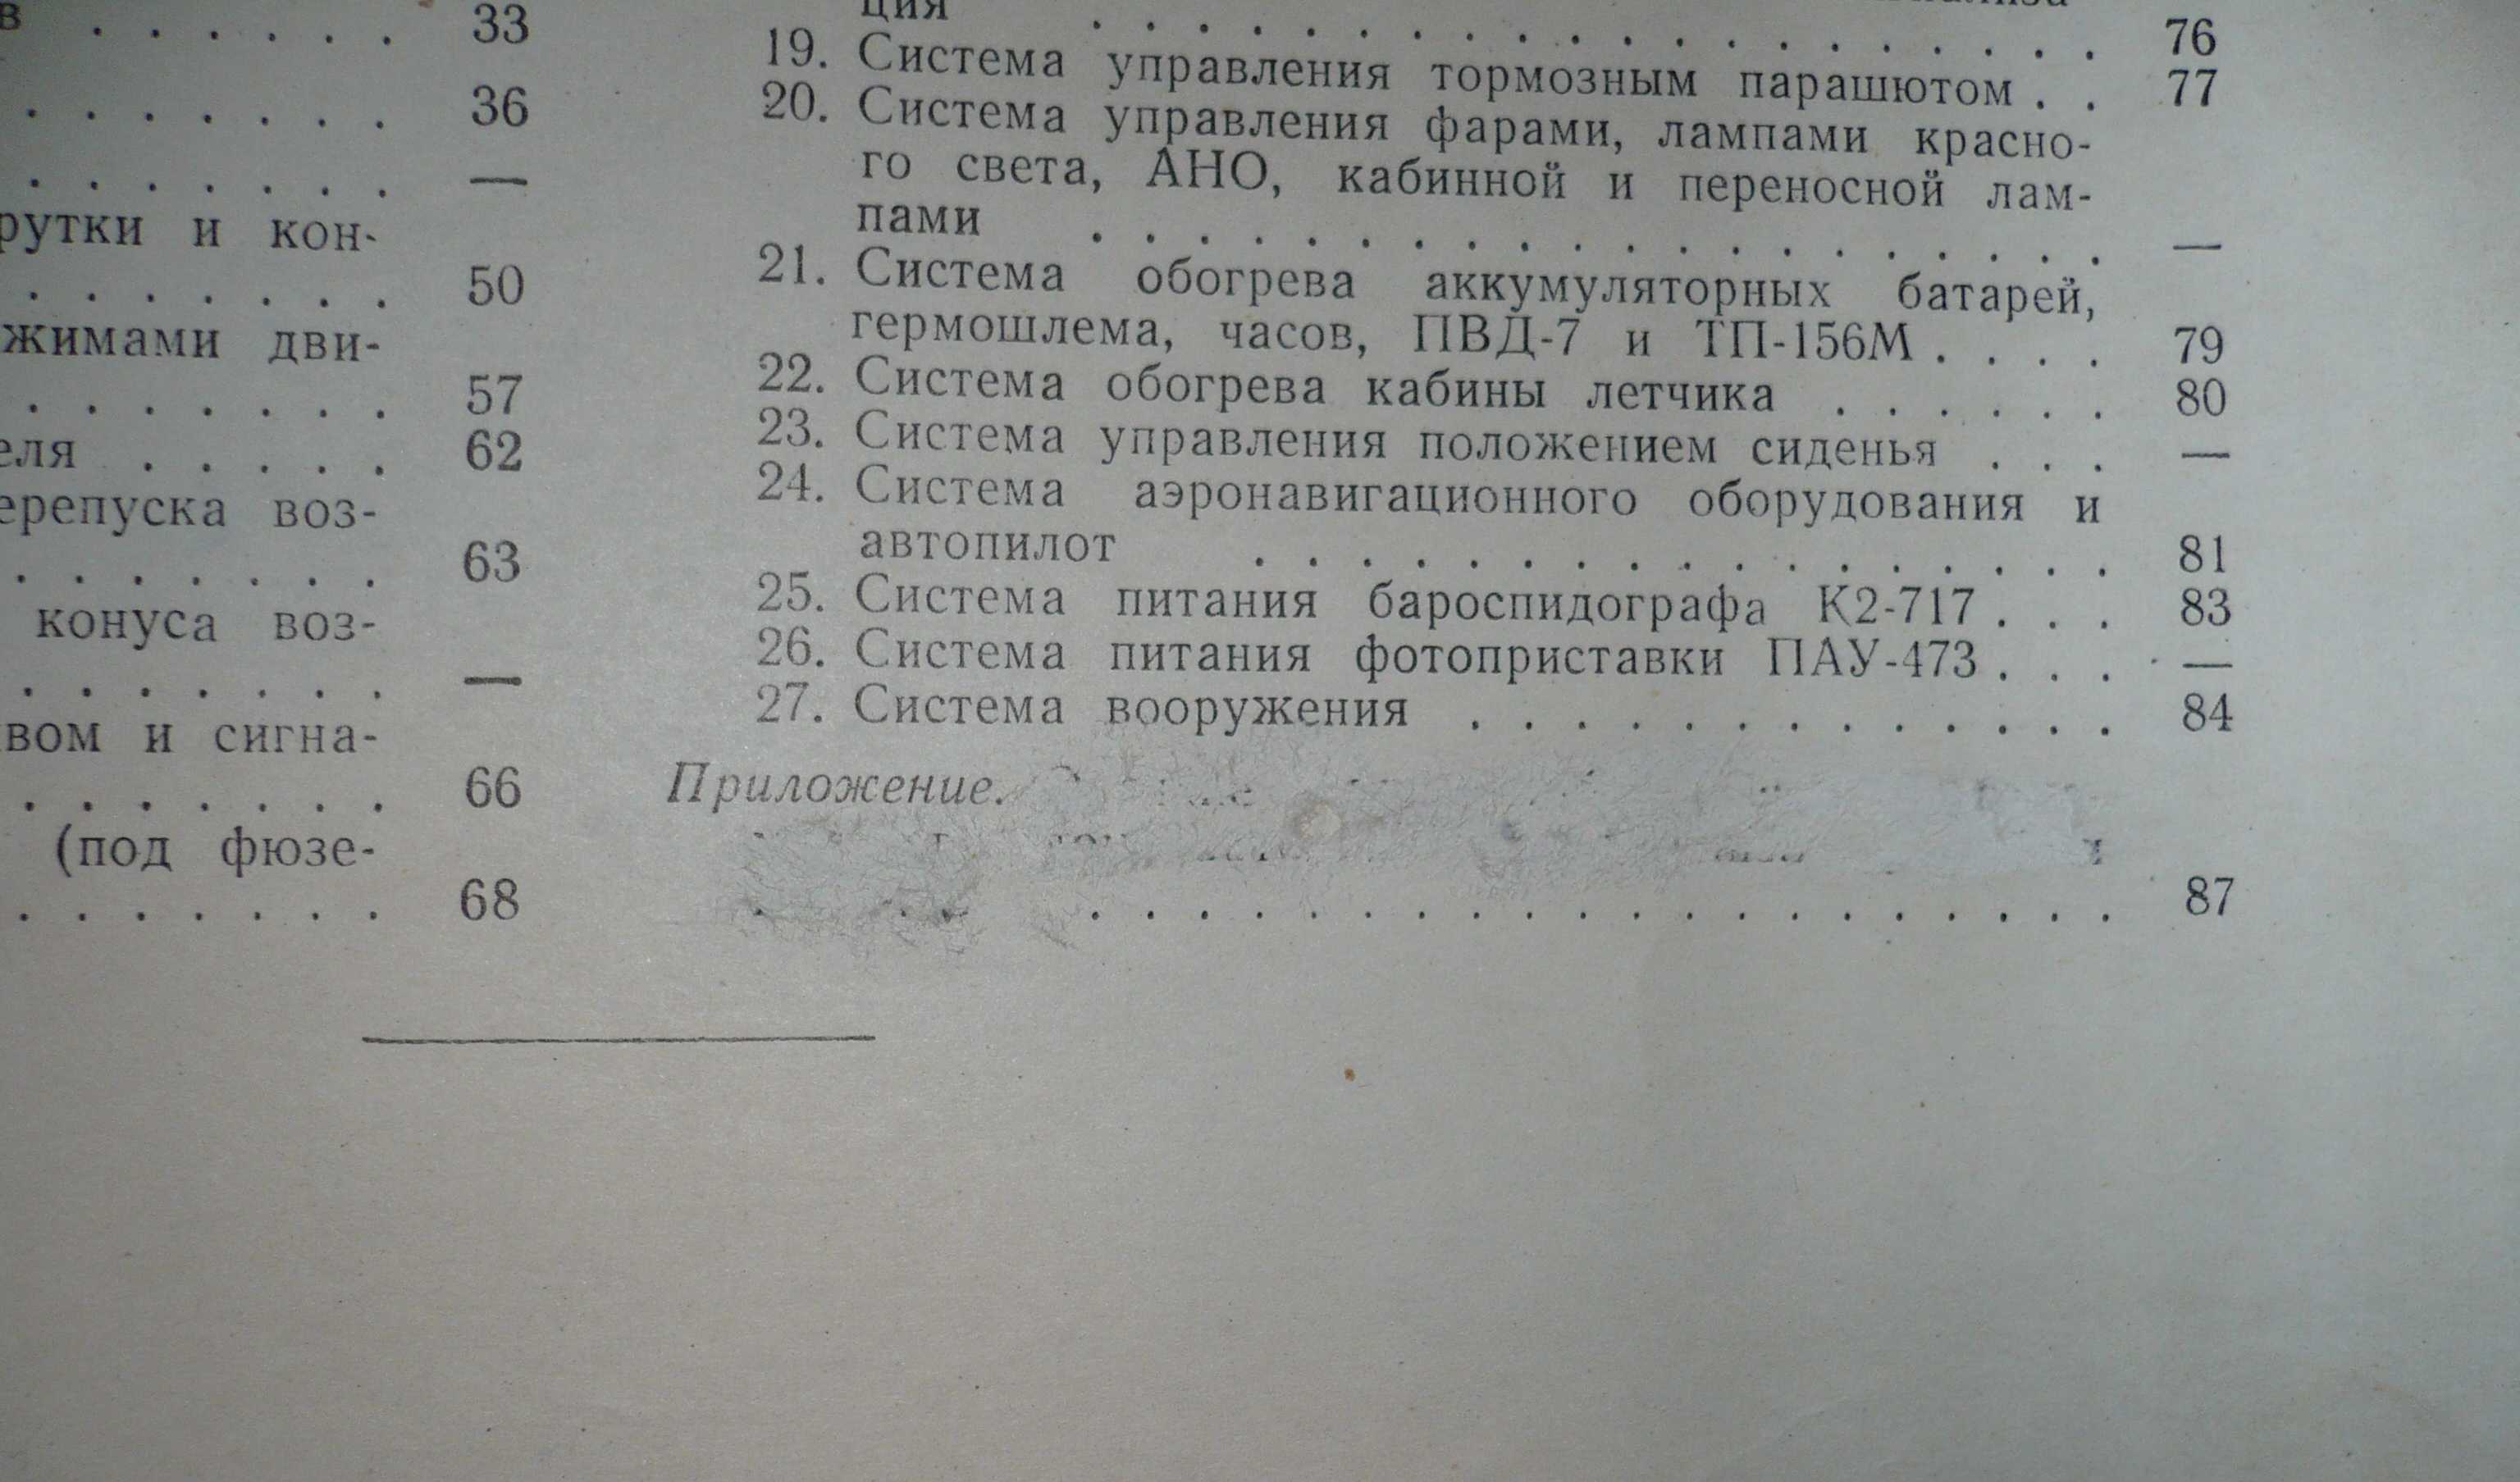 в . . . . . . 33
. . . . . . . 36
. . . . . . . —
рутки и кон-
. . . . . . . 50
жимами дви-
. . . . . . . 57
еля . . . . . 62
ерепуска воз-
. . . . . . . 63
конуса воз-
. . . . . . . —
вом и сигна-
. . . . . . . 66
(под фюзе-
. . . . . . . 68
ция . . . . . . . . . . . . . . . . . . . . 76
19. Система управления тормозным парашютом . . 77
20. Система управления фарами, лампами красно-
го света, АНО, кабинной и переносной лам-
пами . . . . . . . . . . . . . . . . . . . . —
21. Система обогрева аккумуляторных батарей,
гермошлема, часов, ПВД-7 и ТП-156М . . . . 79
22. Система обогрева кабины летчика . . . . . . 80
23. Система управления положением сиденья . . . —
24. Система аэронавигационного оборудования и
автопилот . . . . . . . . . . . . . . . . . 81
25. Система питания бароспидографа К2-717 . . . 83
26. Система питания фотоприставки ПАУ-473 . . . —
27. Система вооружения . . . . . . . . . . . . . 84
Приложение.
. . . . . . . . . . . . . . . . . . . . 87